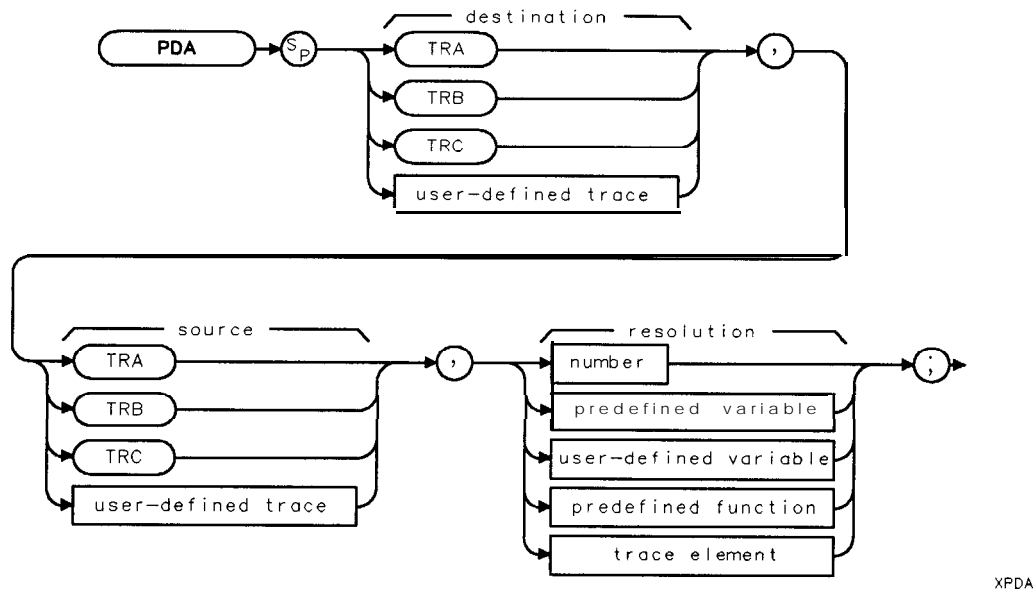 destination
PDA SP TRA ,
TRB
TRC
user-defined trace
source
TRA ,
TRB
TRC
user-defined trace
resolution
number ;
predefined variable
user-defined variable
predefined function
trace element
XPDA